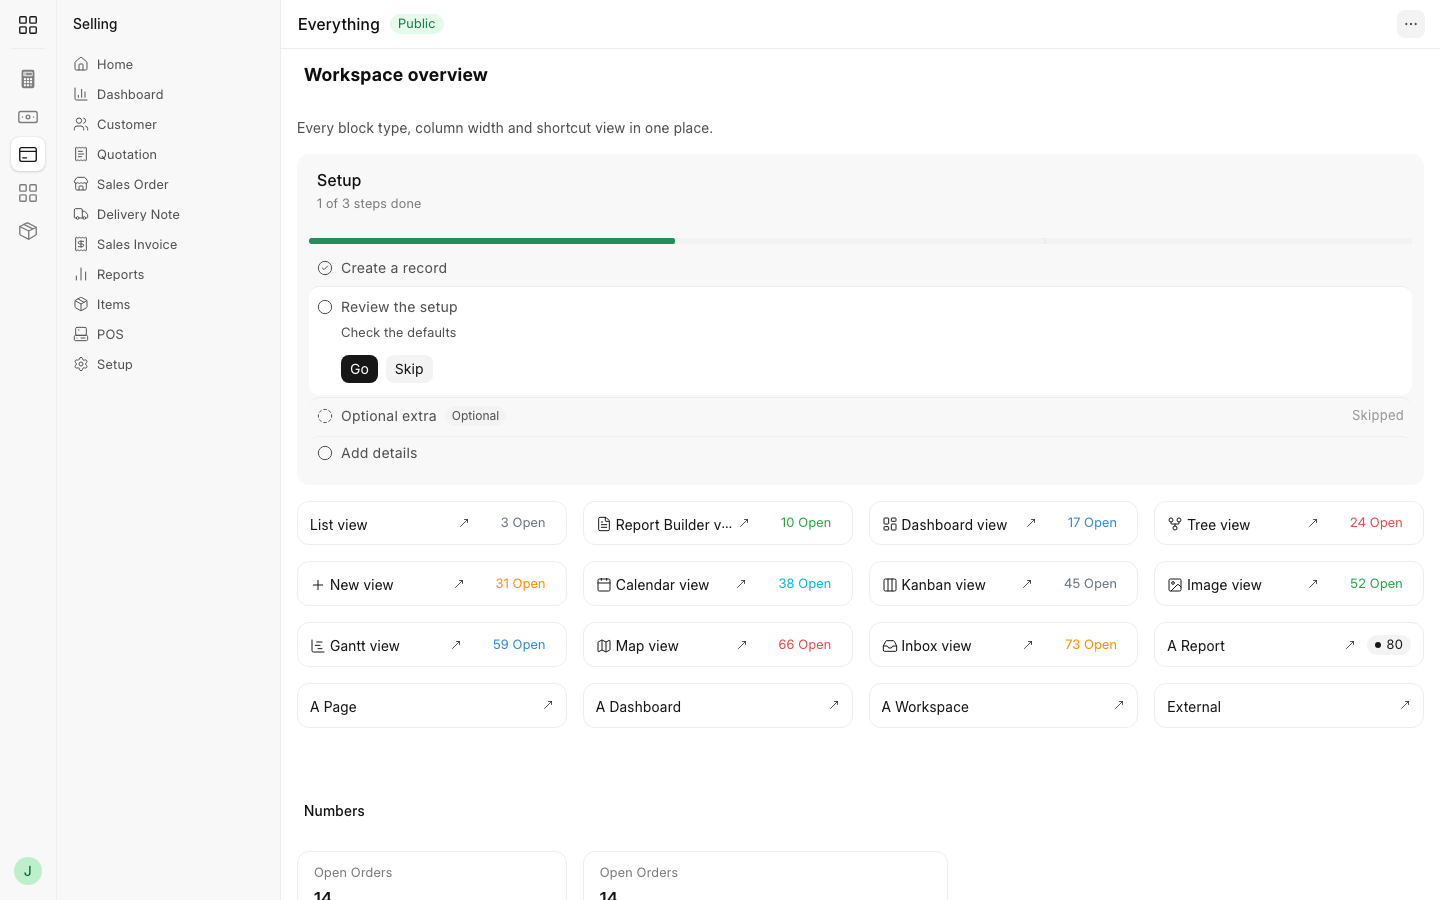 Selling
Home
Dashboard
Customer
Quotation
Sales Order
Delivery Note
Sales Invoice
Reports
Items
POS
Setup
J
Everything Public
Workspace overview
Every block type, column width and shortcut view in one place.
Setup
1 of 3 steps done
Create a record
Review the setup
Check the defaults
Go Skip
Optional extra Optional Skipped
Add details
List view 3 Open
Report Builder v... 10 Open
Dashboard view 17 Open
Tree view 24 Open
New view 31 Open
Calendar view 38 Open
Kanban view 45 Open
Image view 52 Open
Gantt view 59 Open
Map view 66 Open
Inbox view 73 Open
A Report 80
A Page
A Dashboard
A Workspace
External
Numbers
Open Orders
14
Open Orders
14